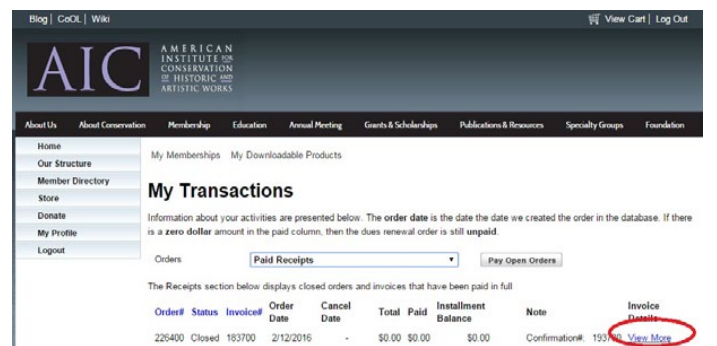 Blog | CoOL | Wiki
View Cart | Log Out
AIC
AMERICAN
INSTITUTE FOR
CONSERVATION
OF HISTORIC AND
ARTISTIC WORKS
About Us About Conservation Membership Education Annual Meeting Grants & Scholarships Publications & Resources Specialty Groups Foundation
Home
Our Structure
Member Directory
Store
Donate
My Profile
Logout
My Memberships My Downloadable Products
My Transactions
Information about your activities are presented below. The order date is the date the date we created the order in the database. If there
is a zero dollar amount in the paid column, then the dues renewal order is still unpaid.
Orders Paid Receipts Pay Open Orders
The Receipts section below displays closed orders and invoices that have been paid in full
Order# Status Invoice# Order Date Cancel Date Total Paid Installment Balance Note Invoice Details
226400 Closed 183700 2/12/2016 - $0.00 $0.00 $0.00 Confirmation#: View More